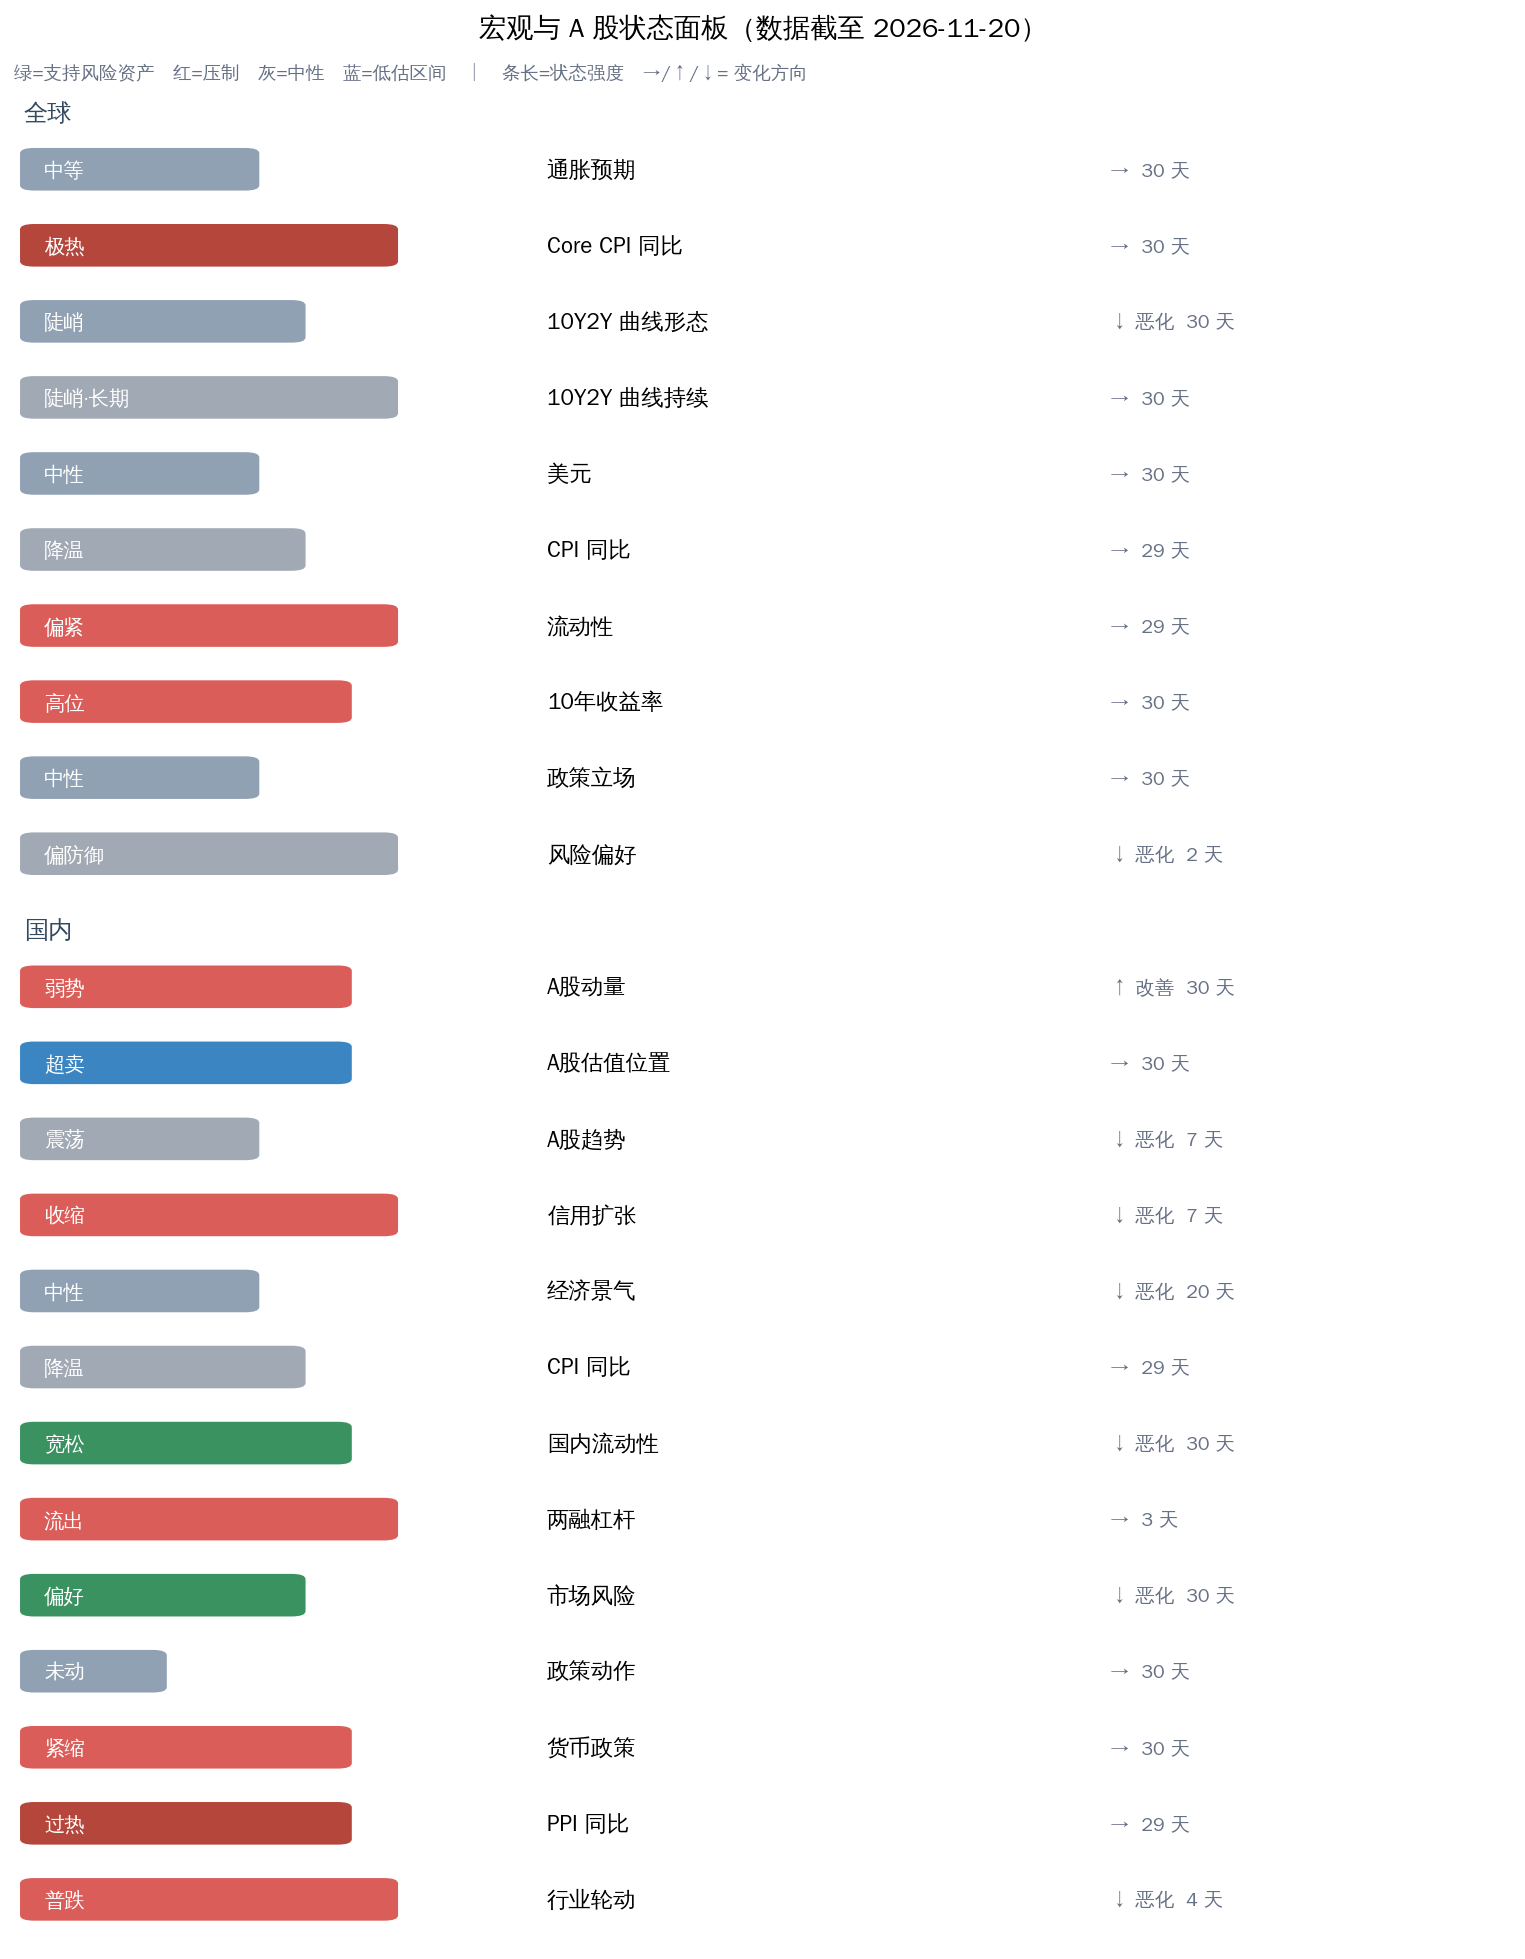 宏观与 A 股状态面板（数据截至 2026-11-20）
绿=支持风险资产 红=压制 灰=中性 蓝=低估区间 ｜ 条长=状态强度 →/↑/↓= 变化方向
全球
中等 通胀预期 → 30 天
极热 Core CPI 同比 → 30 天
陡峭 10Y2Y 曲线形态 ↓ 恶化 30 天
陡峭·长期 10Y2Y 曲线持续 → 30 天
中性 美元 → 30 天
降温 CPI 同比 → 29 天
偏紧 流动性 → 29 天
高位 10年收益率 → 30 天
中性 政策立场 → 30 天
偏防御 风险偏好 ↓ 恶化 2 天
国内
弱势 A股动量 ↑ 改善 30 天
超卖 A股估值位置 → 30 天
震荡 A股趋势 ↓ 恶化 7 天
收缩 信用扩张 ↓ 恶化 7 天
中性 经济景气 ↓ 恶化 20 天
降温 CPI 同比 → 29 天
宽松 国内流动性 ↓ 恶化 30 天
流出 两融杠杆 → 3 天
偏好 市场风险 ↓ 恶化 30 天
未动 政策动作 → 30 天
紧缩 货币政策 → 30 天
过热 PPI 同比 → 29 天
普跌 行业轮动 ↓ 恶化 4 天